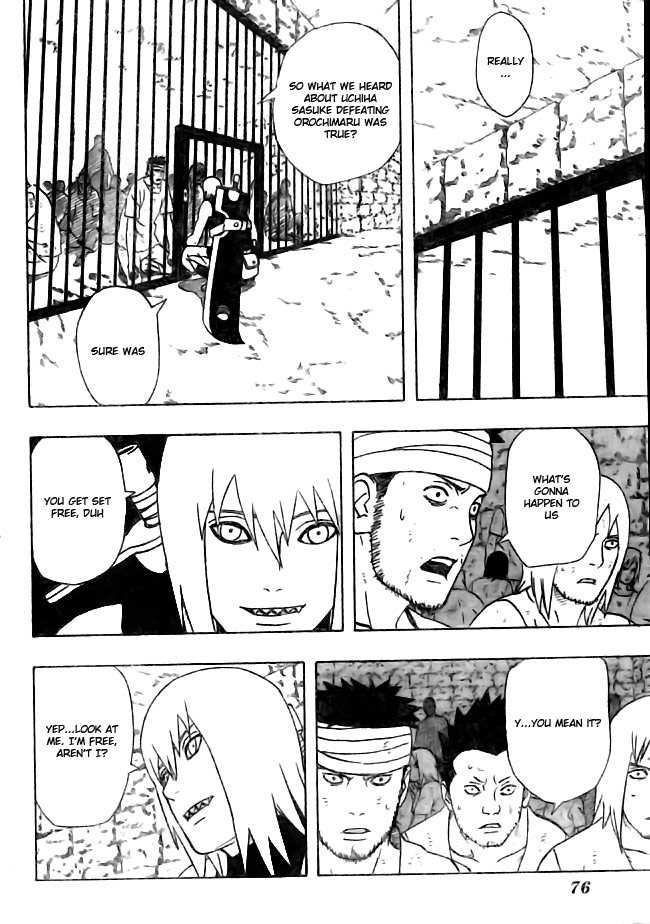 REALLY
...
SO WHAT WE
HEARD
ABOUT UCHIHA
SASUKE DEFEATING
OROCHIMARU WAS
TRUE?
SURE WAS
WHAT'S
GONNA
HAPPEN TO
US
YOU GET SET
FREE, DUH
Y...YOU MEAN IT?
YEP...LOOK AT
ME. I'M FREE,
AREN'T I?
76